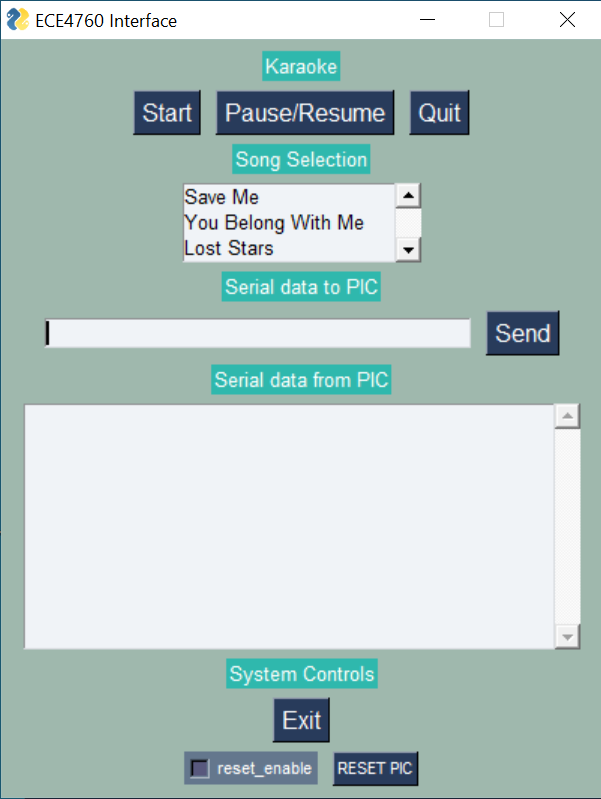 ECE4760 Interface
Karaoke
Start Pause/Resume Quit
Song Selection
Save Me
You Belong With Me
Lost Stars
Serial data to PIC
Send
Serial data from PIC
System Controls
Exit
reset_enable RESET PIC